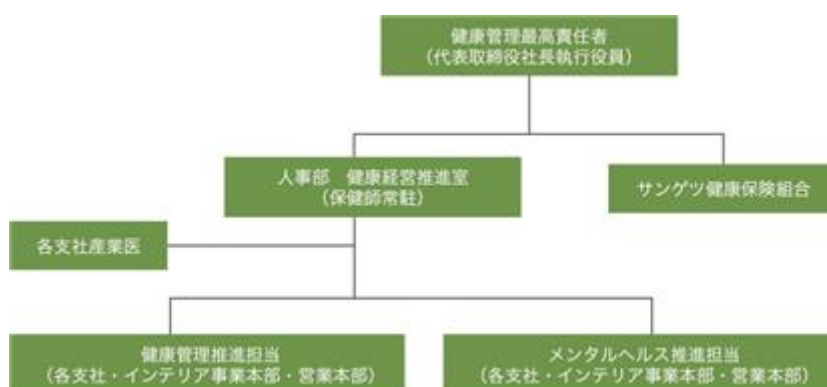 健康管理最高責任者
（代表取締役社長執行役員）
人事部　健康経営推進室
（保健師常駐）
サンゲツ健康保険組合
各支社産業医
健康管理推進担当
（各支社・インテリア事業本部・営業本部）
メンタルヘルス推進担当
（各支社・インテリア事業本部・営業本部）